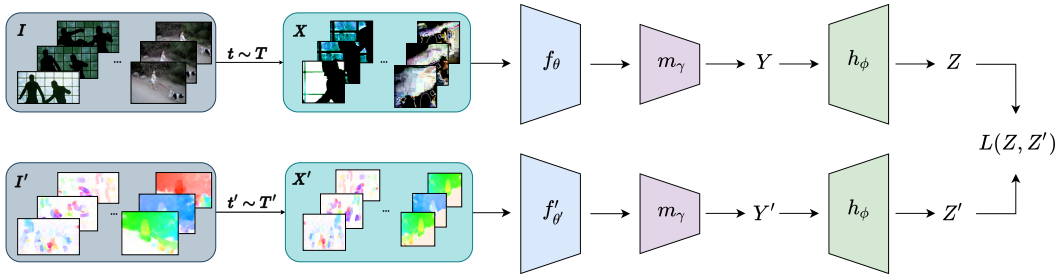 I
...
t ~ T
X
...
f_θ
m_γ
Y
h_ϕ
Z
L(Z, Z')
I'
...
t' ~ T'
X'
...
f'_θ'
m_γ
Y'
h_ϕ
Z'